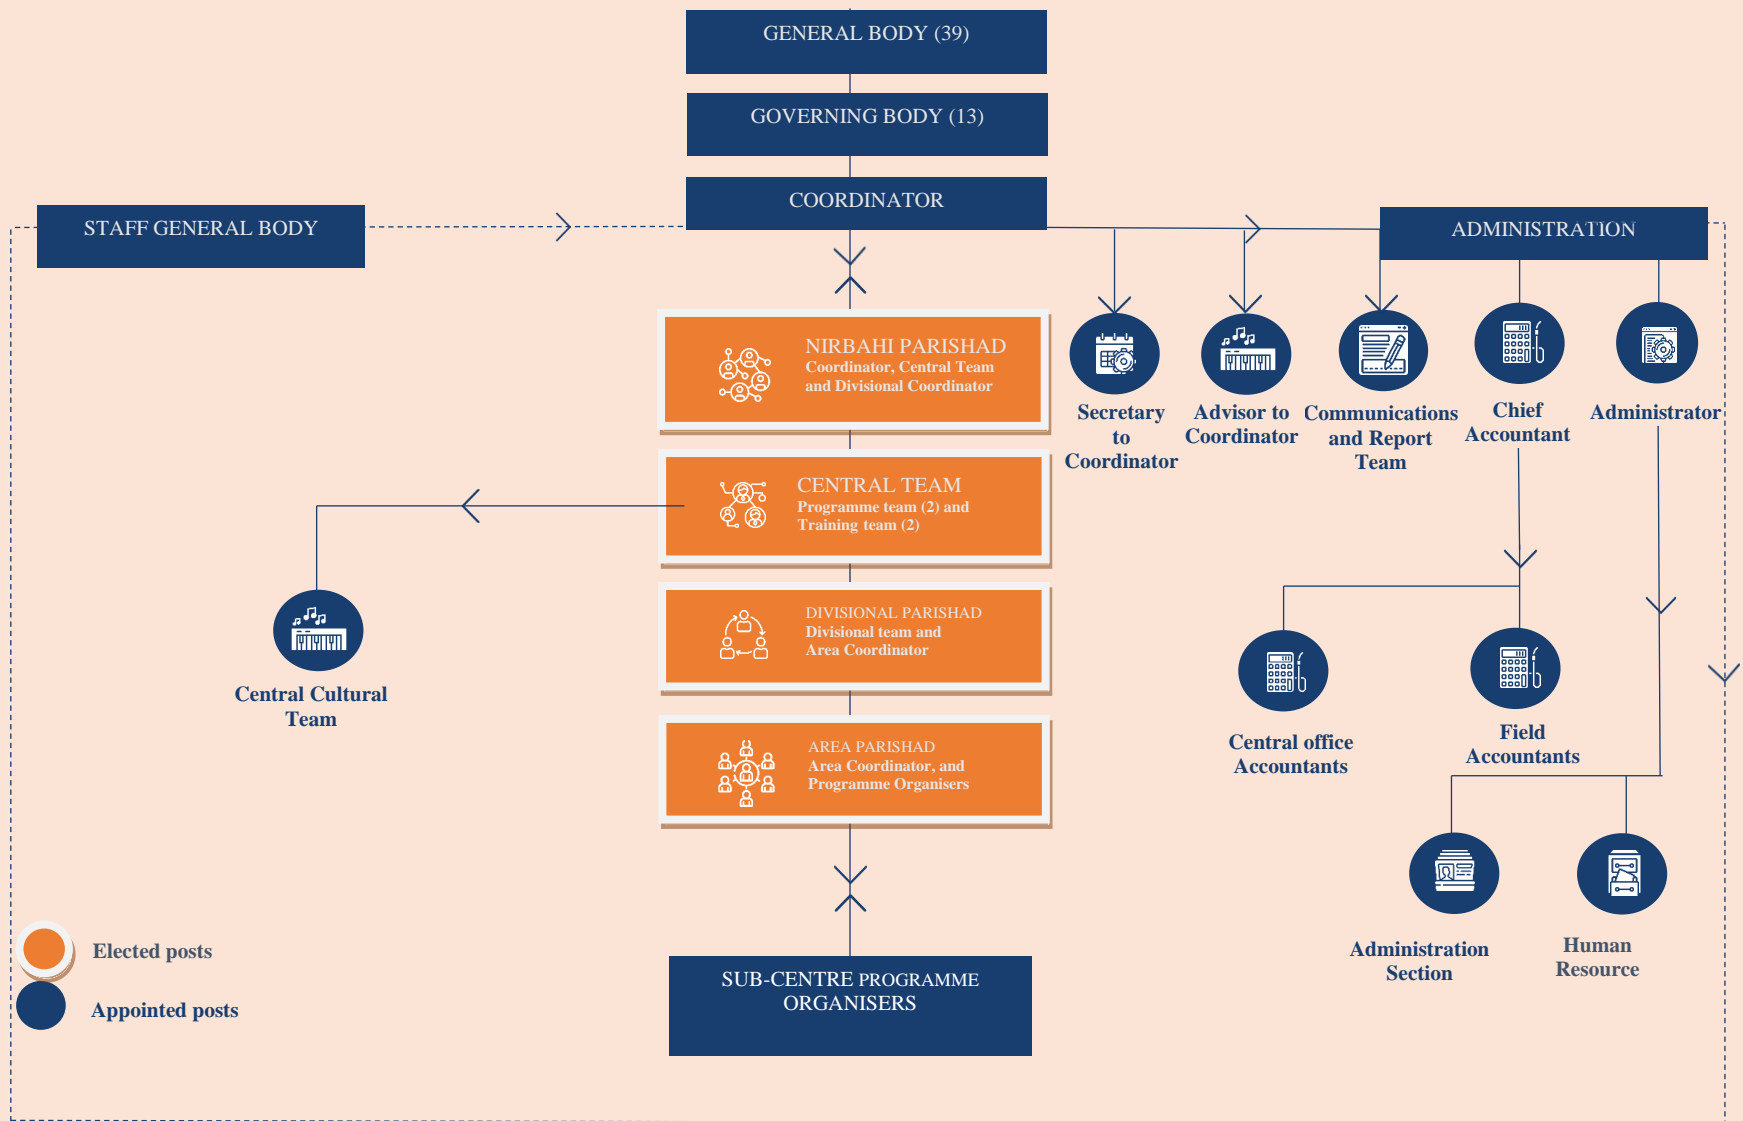 GENERAL BODY (39)
GOVERNING BODY (13)
COORDINATOR
STAFF GENERAL BODY
ADMINISTRATION
NIRBAHI PARISHAD
Coordinator, Central Team
and Divisional Coordinator
Secretary
to
Coordinator
Advisor to
Coordinator
Communications
and Report
Team
Chief
Accountant
Administrator
CENTRAL TEAM
Programme team (2) and
Training team (2)
DIVISIONAL PARISHAD
Divisional team and
Area Coordinator
Central Cultural
Team
AREA PARISHAD
Area Coordinator, and
Programme Organisers
Central office
Accountants
Field
Accountants
Administration
Section
Human
Resource
Elected posts
Appointed posts
SUB-CENTRE PROGRAMME
ORGANISERS